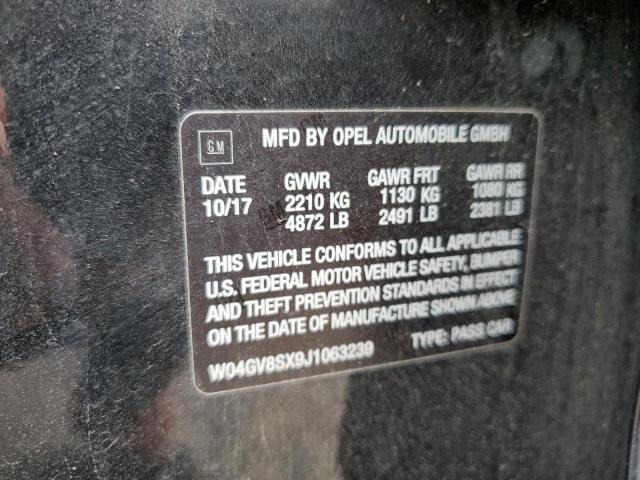 GM MFD BY OPEL AUTOMOBILE GMBH
DATE GVWR GAWR FRT GAWR RR
10/17 2210 KG 1130 KG 1080 KG
4872 LB 2491 LB 2381 LB
THIS VEHICLE CONFORMS TO ALL APPLICABLE
U.S. FEDERAL MOTOR VEHICLE SAFETY, BUMPER
AND THEFT PREVENTION STANDARDS IN EFFECT
ON THE DATE OF MANUFACTURE SHOWN ABOVE
W04GV8SX9J1063239 TYPE: PASS CAR